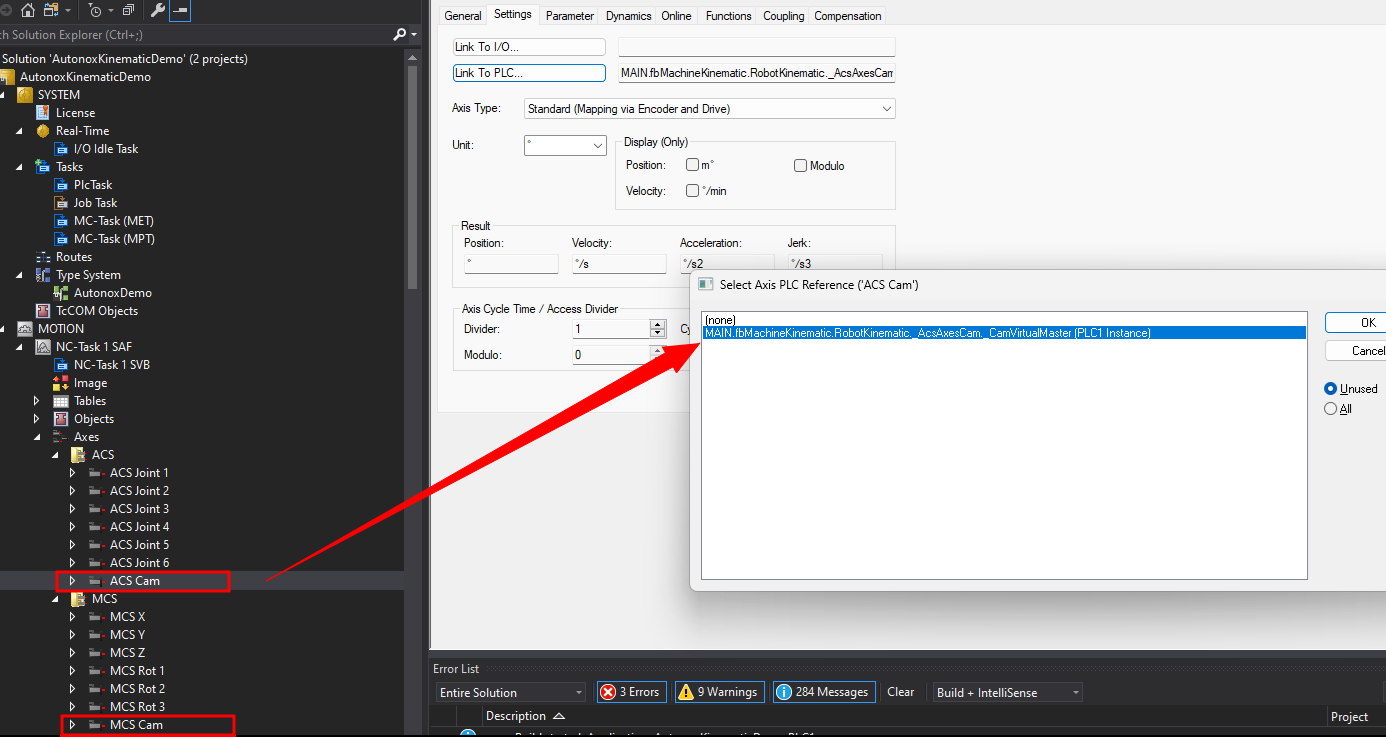 ch Solution Explorer (Ctrl+;)
Solution 'AutonoxKinematicDemo' (2 projects)
AutonoxKinematicDemo
SYSTEM
License
Real-Time
I/O Idle Task
Tasks
PlcTask
Job Task
MC-Task (MET)
MC-Task (MPT)
Routes
Type System
AutonoxDemo
TcCOM Objects
MOTION
NC-Task 1 SAF
NC-Task 1 SVB
Image
Tables
Objects
Axes
ACS
ACS Joint 1
ACS Joint 2
ACS Joint 3
ACS Joint 4
ACS Joint 5
ACS Joint 6
ACS Cam
MCS
MCS X
MCS Y
MCS Z
MCS Rot 1
MCS Rot 2
MCS Rot 3
MCS Cam
General Settings Parameter Dynamics Online Functions Coupling Compensation
Link To I/O...
Link To PLC... MAIN.fbMachineKinematic.RobotKinematic._AcsAxesCam
Axis Type: Standard (Mapping via Encoder and Drive)
Unit: °
Display (Only)
Position: m° Modulo
Velocity: °/min
Result
Position: Velocity: Acceleration: Jerk:
° °/s °/s2 °/s3
Axis Cycle Time / Access Divider
Divider: 1 Cy
Modulo: 0
Select Axis PLC Reference ('ACS Cam')
(none)
MAIN.fbMachineKinematic.RobotKinematic._AcsAxesCam._CamVirtualMaster (PLC1 Instance)
OK
Cancel
Unused
All
Error List
Entire Solution 3 Errors 9 Warnings 284 Messages Clear Build + IntelliSense
Description Project